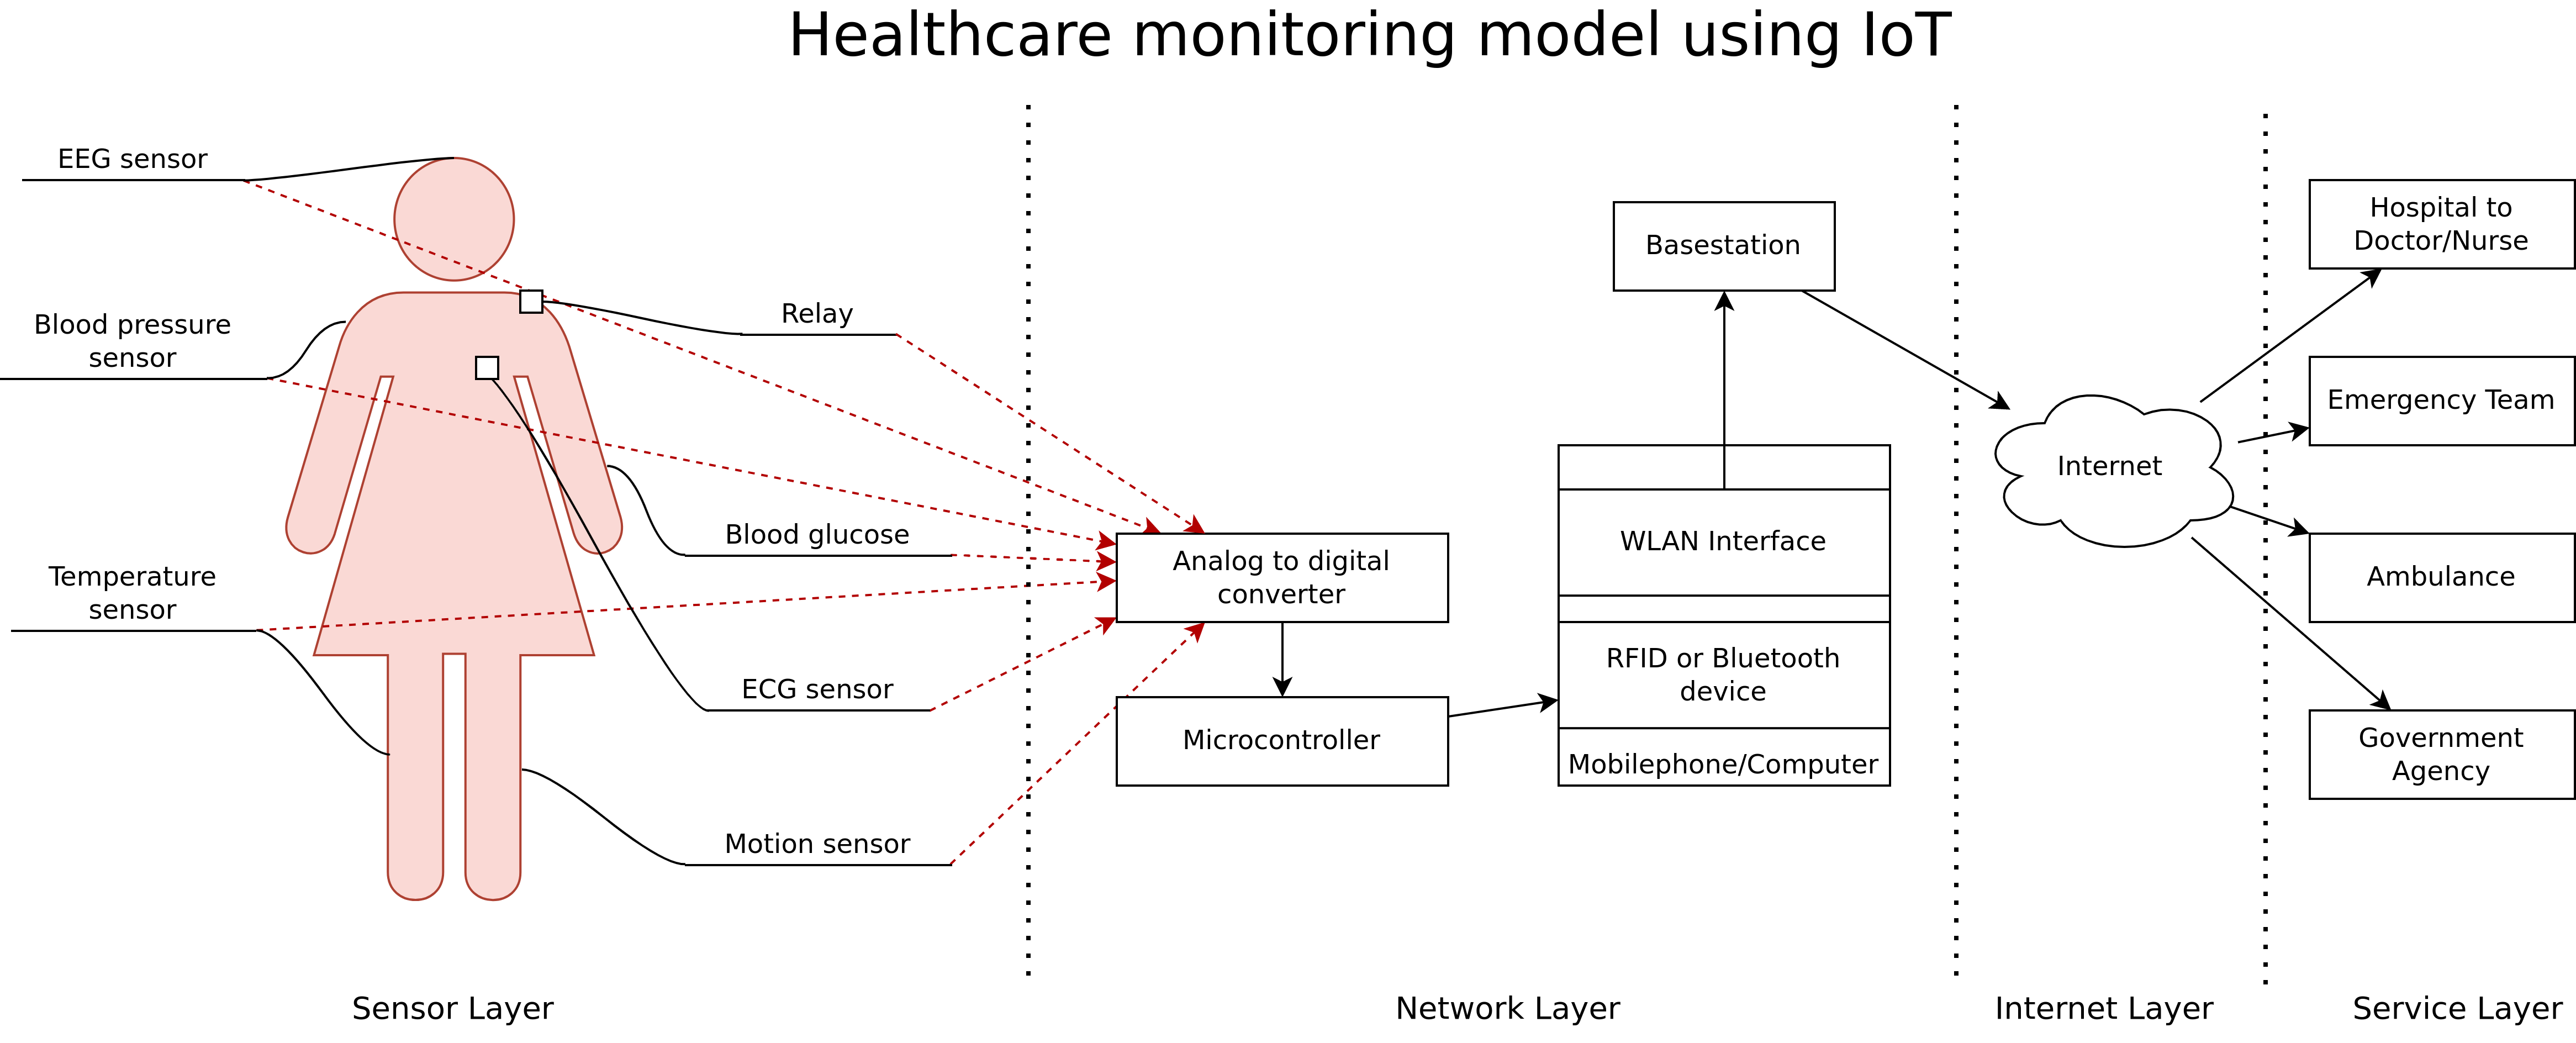 Healthcare monitoring model using IoT
EEG sensor
Blood pressure
sensor
Temperature
sensor
Relay
Blood glucose
ECG sensor
Motion sensor
Analog to digital
converter
Microcontroller
Basestation
WLAN Interface
RFID or Bluetooth
device
Mobilephone/Computer
Internet
Hospital to
Doctor/Nurse
Emergency Team
Ambulance
Government
Agency
Sensor Layer
Network Layer
Internet Layer
Service Layer